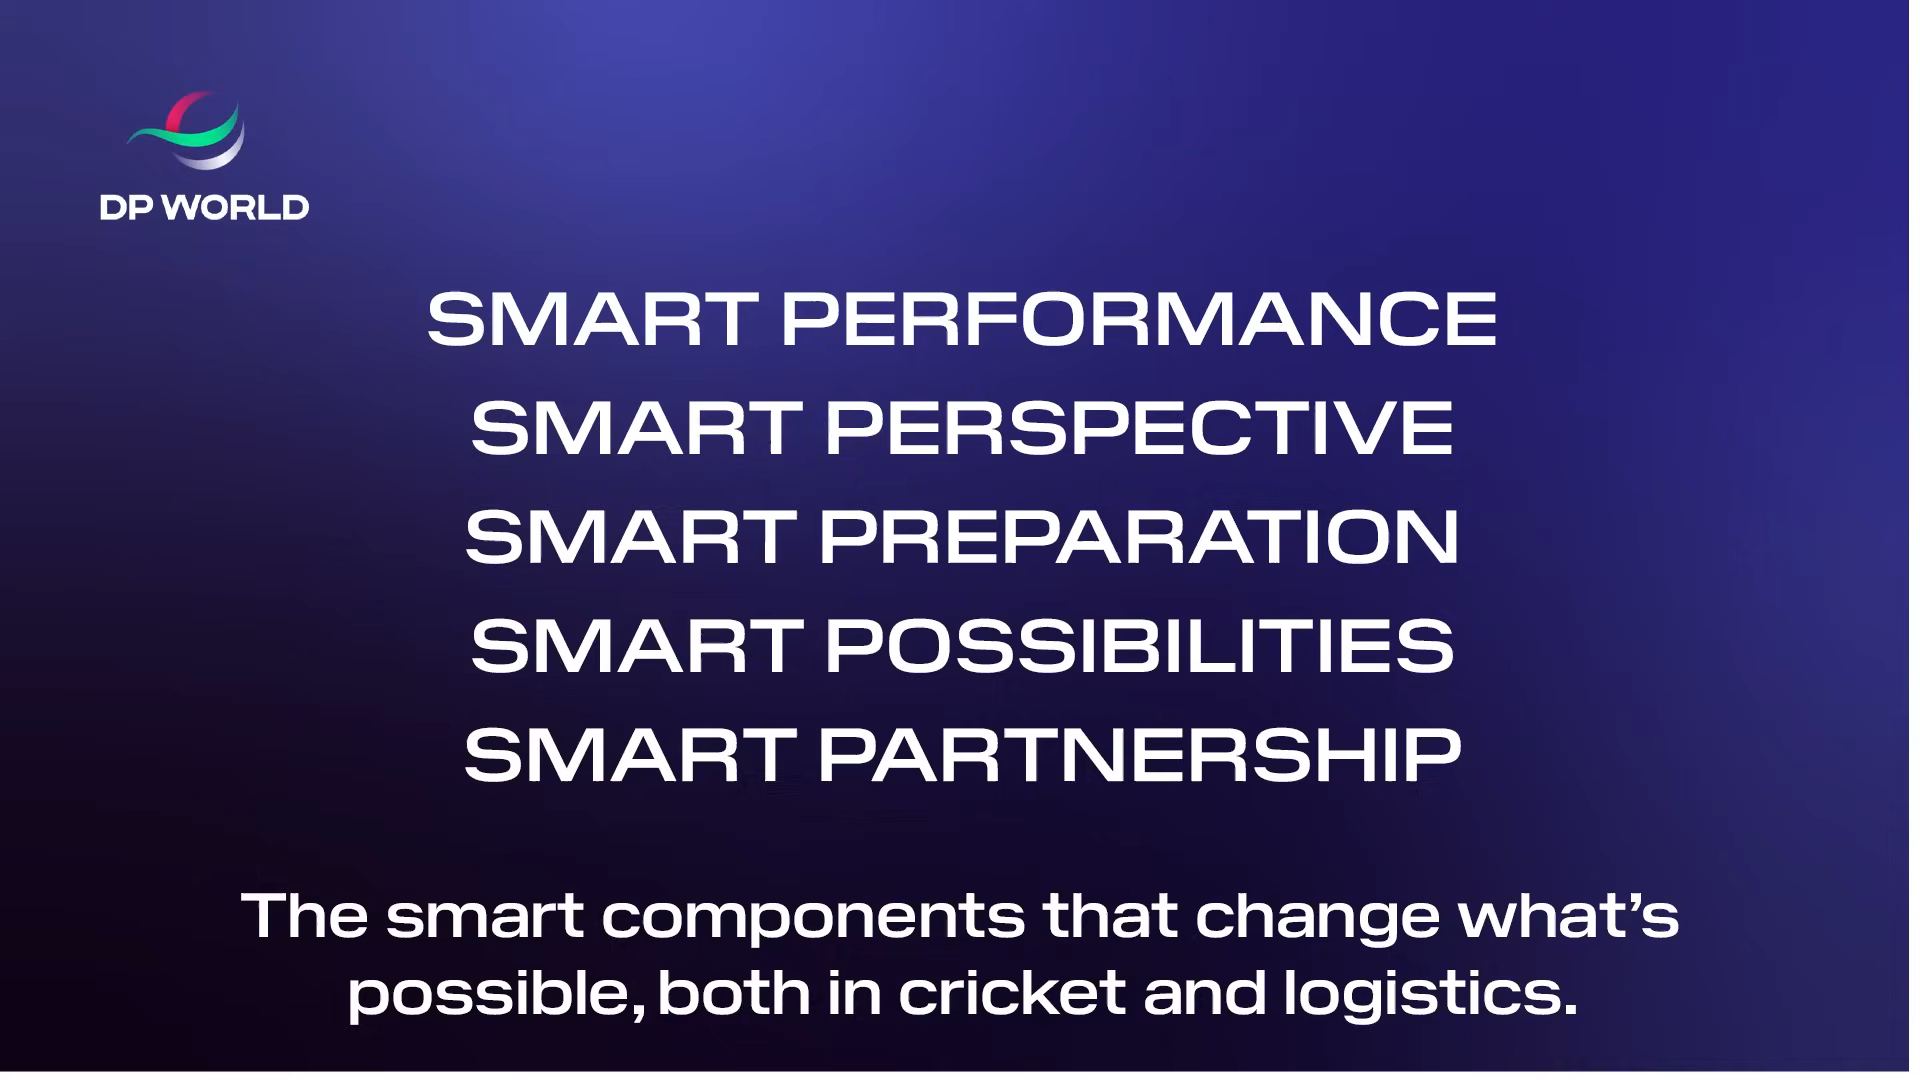 DP WORLD
SMART PERFORMANCE
SMART PERSPECTIVE
SMART PREPARATION
SMART POSSIBILITIES
SMART PARTNERSHIP
The smart components that change what’s
possible, both in cricket and logistics.